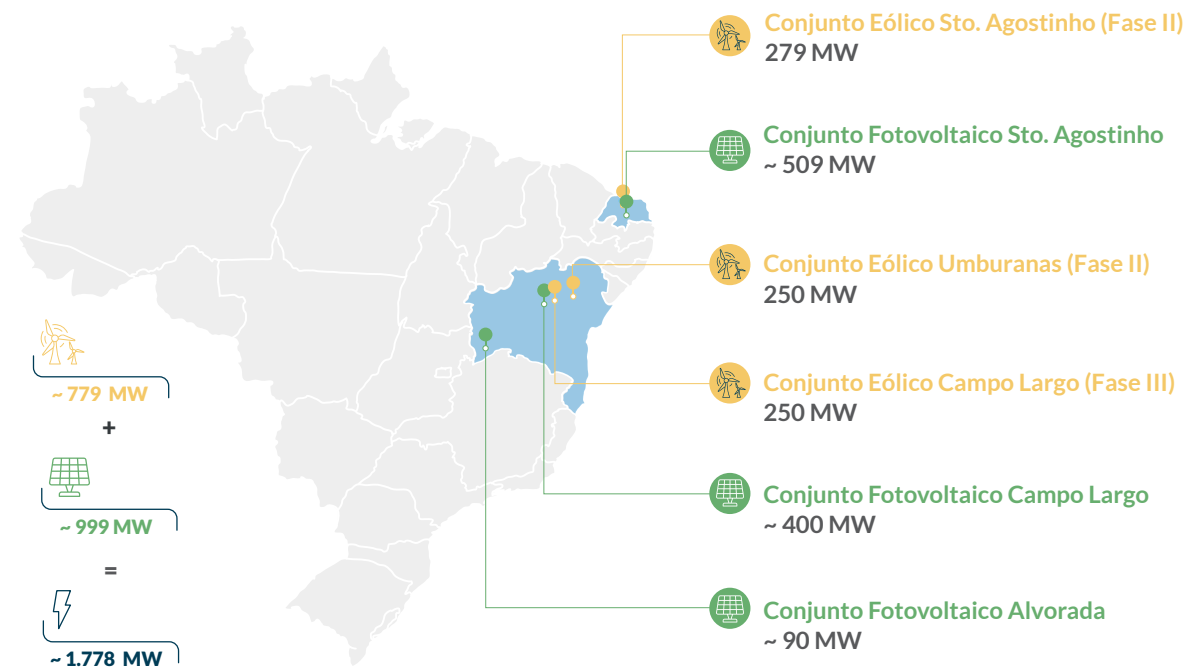 Conjunto Eólico Sto. Agostinho (Fase II)
279 MW
Conjunto Fotovoltaico Sto. Agostinho
~ 509 MW
Conjunto Eólico Umburanas (Fase II)
250 MW
Conjunto Eólico Campo Largo (Fase III)
250 MW
Conjunto Fotovoltaico Campo Largo
~ 400 MW
Conjunto Fotovoltaico Alvorada
~ 90 MW
~ 779 MW
+
~ 999 MW
=
~ 1.778 MW